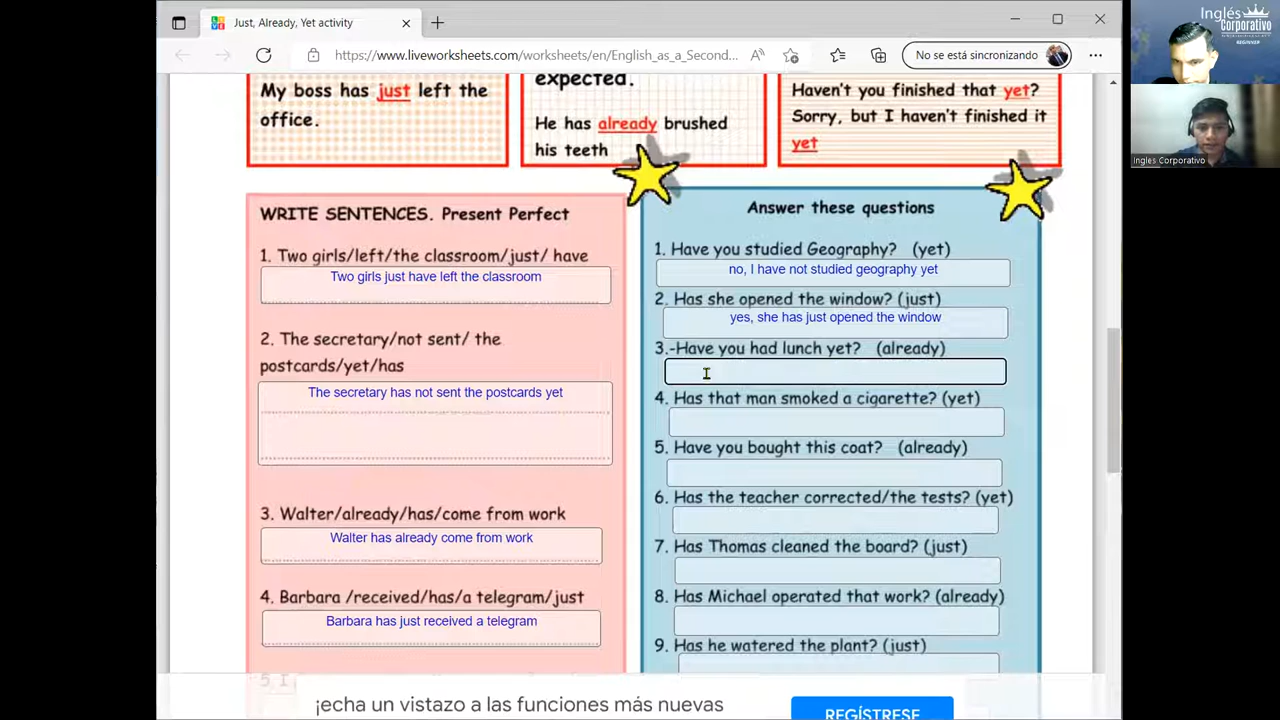 Just, Already, Yet activity
https://www.liveworksheets.com/worksheets/en/English_as_a_Second...
No se está sincronizando
Inglés
Corporativo
BEGINNER
Ingles Corporativo
My boss has just left the
office.
expected.
He has already brushed
his teeth
Haven't you finished that yet?
Sorry, but I haven't finished it
yet
WRITE SENTENCES. Present Perfect
1. Two girls/left/the classroom/just/ have
Two girls just have left the classroom
2. The secretary/not sent/ the
postcards/yet/has
The secretary has not sent the postcards yet
3. Walter/already/has/come from work
Walter has already come from work
4. Barbara /received/has/a telegram/just
Barbara has just received a telegram
Answer these questions
1. Have you studied Geography? (yet)
no, I have not studied geography yet
2. Has she opened the window? (just)
yes, she has just opened the window
3.-Have you had lunch yet? (already)
4. Has that man smoked a cigarette? (yet)
5. Have you bought this coat? (already)
6. Has the teacher corrected/the tests? (yet)
7. Has Thomas cleaned the board? (just)
8. Has Michael operated that work? (already)
9. Has he watered the plant? (just)
¡echa un vistazo a las funciones más nuevas
REGÍSTRESE